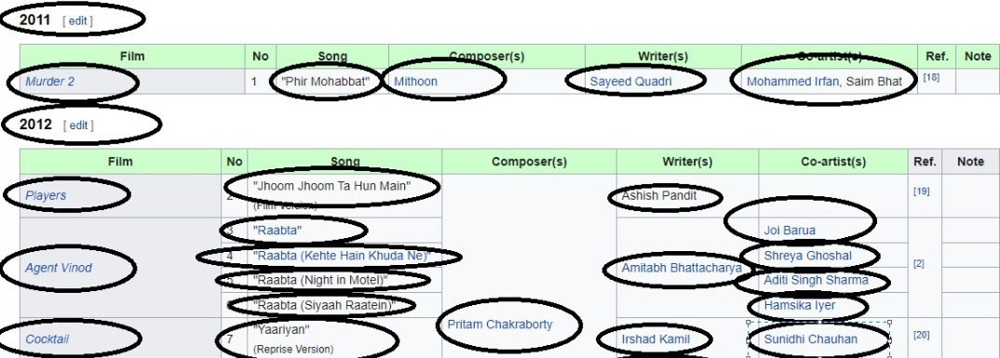 2011 [ edit ]
Film No Song Composer(s) Writer(s) Co-artist(s) Ref. Note
Murder 2 1 "Phir Mohabbat" Mithoon Sayeed Quadri Mohammed Irfan, Saim Bhat [18]
2012 [ edit ]
Film No Song Composer(s) Writer(s) Co-artist(s) Ref. Note
Players 2 "Jhoom Jhoom Ta Hun Main" Ashish Pandit [19]
(Film Version)
3 "Raabta" Joi Barua
4 "Raabta (Kehte Hain Khuda Ne)" Shreya Ghoshal
Agent Vinod Amitabh Bhattacharya [2]
5 "Raabta (Night in Motel)" Aditi Singh Sharma
6 "Raabta (Siyaah Raatein)" Hamsika Iyer
Pritam Chakraborty
Cocktail 7 "Yaariyan" Irshad Kamil Sunidhi Chauhan [20]
(Reprise Version)